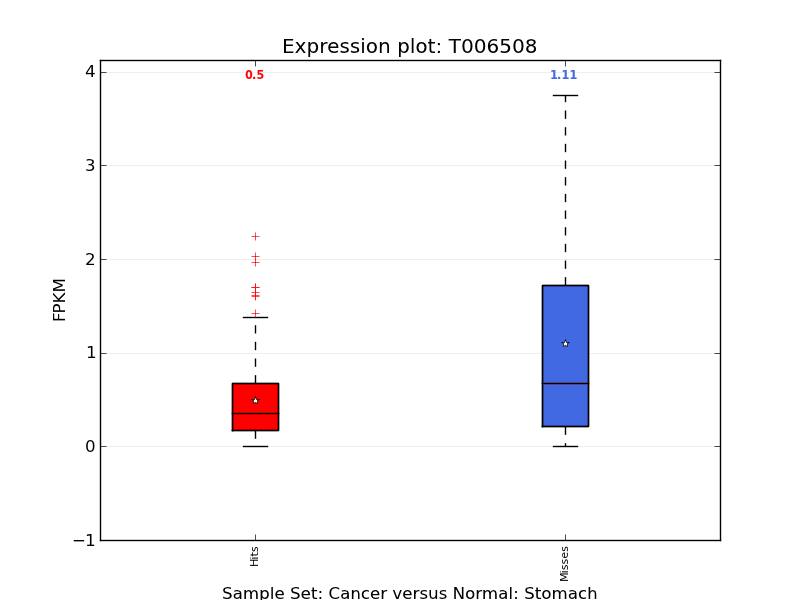 Expression plot: T006508
0.5
1.11
4
3
2
1
0
−1
FPKM
Hits
Misses
Sample Set: Cancer versus Normal: Stomach